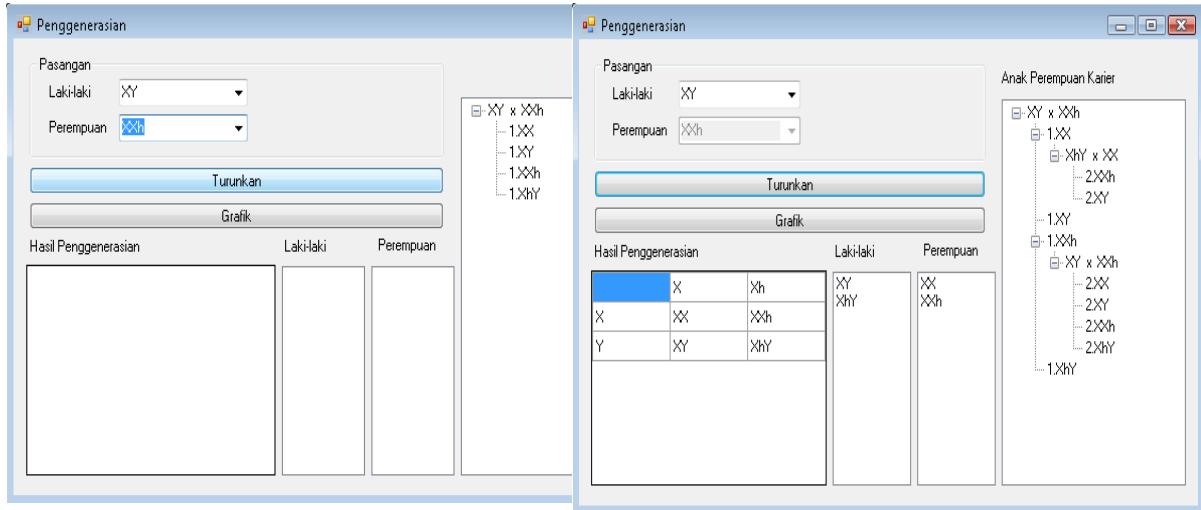 Penggenerasian
Pasangan
Laki-laki XY
Perempuan XXh
Turunkan
Grafik
Hasil Penggenerasian Laki-laki Perempuan
XY x XXh
1.XX
1.XY
1.XXh
1.XhY
Penggenerasian
Pasangan
Laki-laki XY
Perempuan XXh
Turunkan
Grafik
Hasil Penggenerasian Laki-laki Perempuan
X Xh
X XX XXh
Y XY XhY
XY
XhY
XX
XXh
Anak Perempuan Karier
XY x XXh
1.XX
XhY x XX
2.XXh
2.XY
1.XY
1.XXh
XY x XXh
2.XX
2.XY
2.XXh
2.XhY
1.XhY